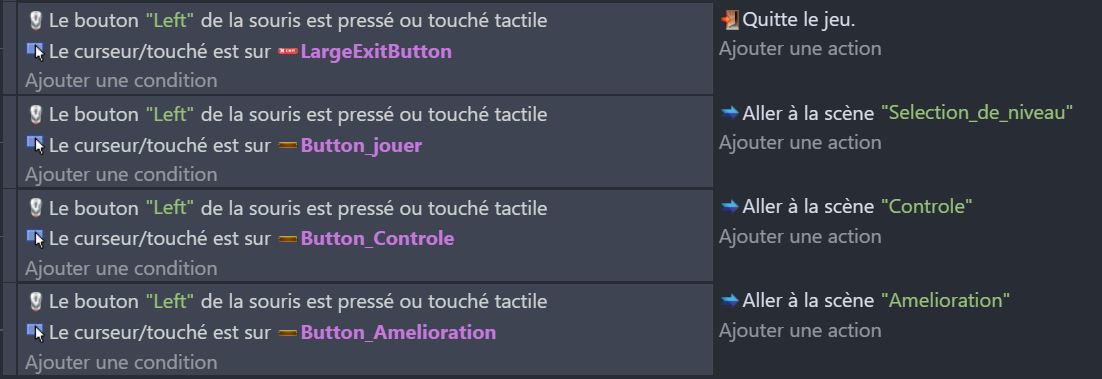 Le bouton "Left" de la souris est pressé ou touché tactile
Quitte le jeu.
Le curseur/touché est sur LargeExitButton
Ajouter une action
Ajouter une condition
Le bouton "Left" de la souris est pressé ou touché tactile
Aller à la scène "Selection_de_niveau"
Le curseur/touché est sur Button_jouer
Ajouter une action
Ajouter une condition
Le bouton "Left" de la souris est pressé ou touché tactile
Aller à la scène "Controle"
Le curseur/touché est sur Button_Controle
Ajouter une action
Ajouter une condition
Le bouton "Left" de la souris est pressé ou touché tactile
Aller à la scène "Amelioration"
Le curseur/touché est sur Button_Amelioration
Ajouter une action
Ajouter une condition